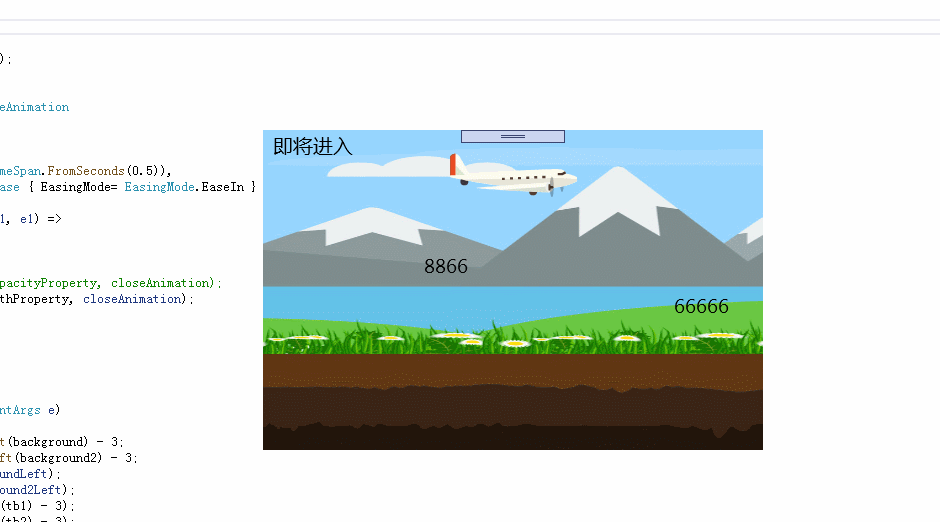 );
eAnimation
meSpan.FromSeconds(0.5)),
ase { EasingMode= EasingMode.EaseIn }
1, e1) =>
pacityProperty, closeAnimation);
thProperty, closeAnimation);
ntArgs e)
t(background) - 3;
ft(background2) - 3;
undLeft);
ound2Left);
(tb1) - 3);
(tb2) - 3);
即将进入
8866
66666